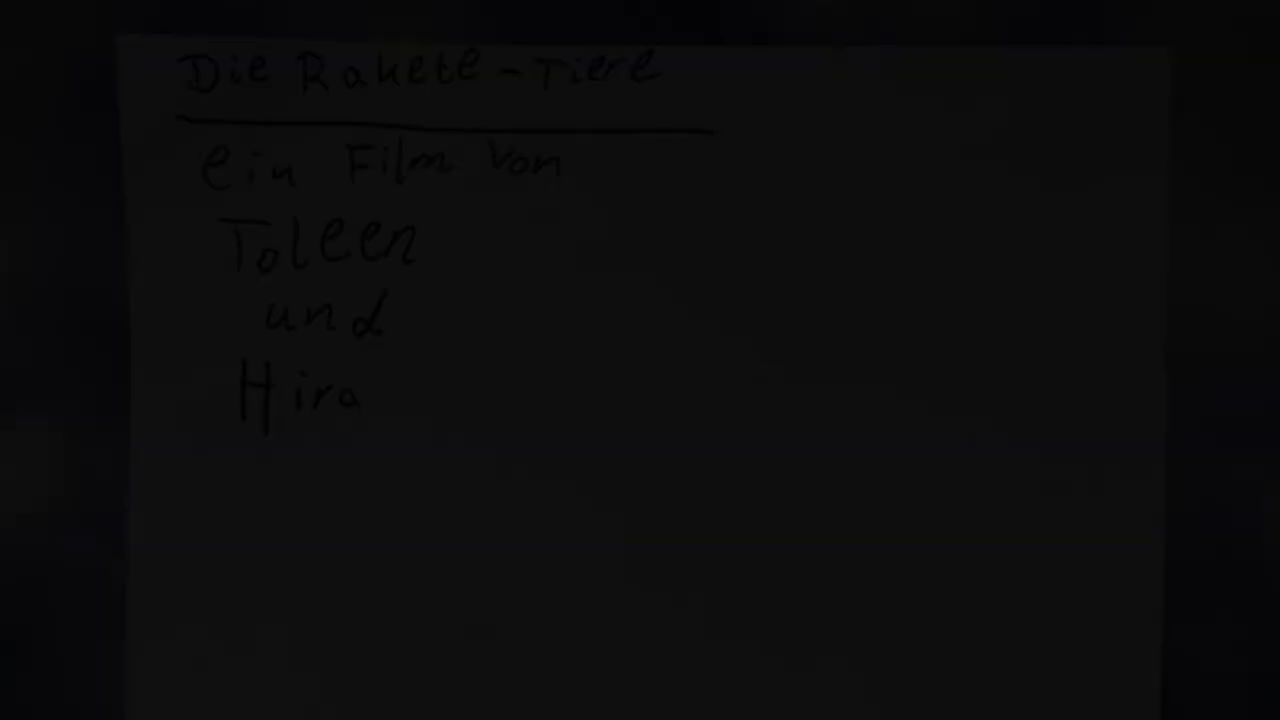 Die Rakete-Tiere
ein Film von
Toleen
und
Hira